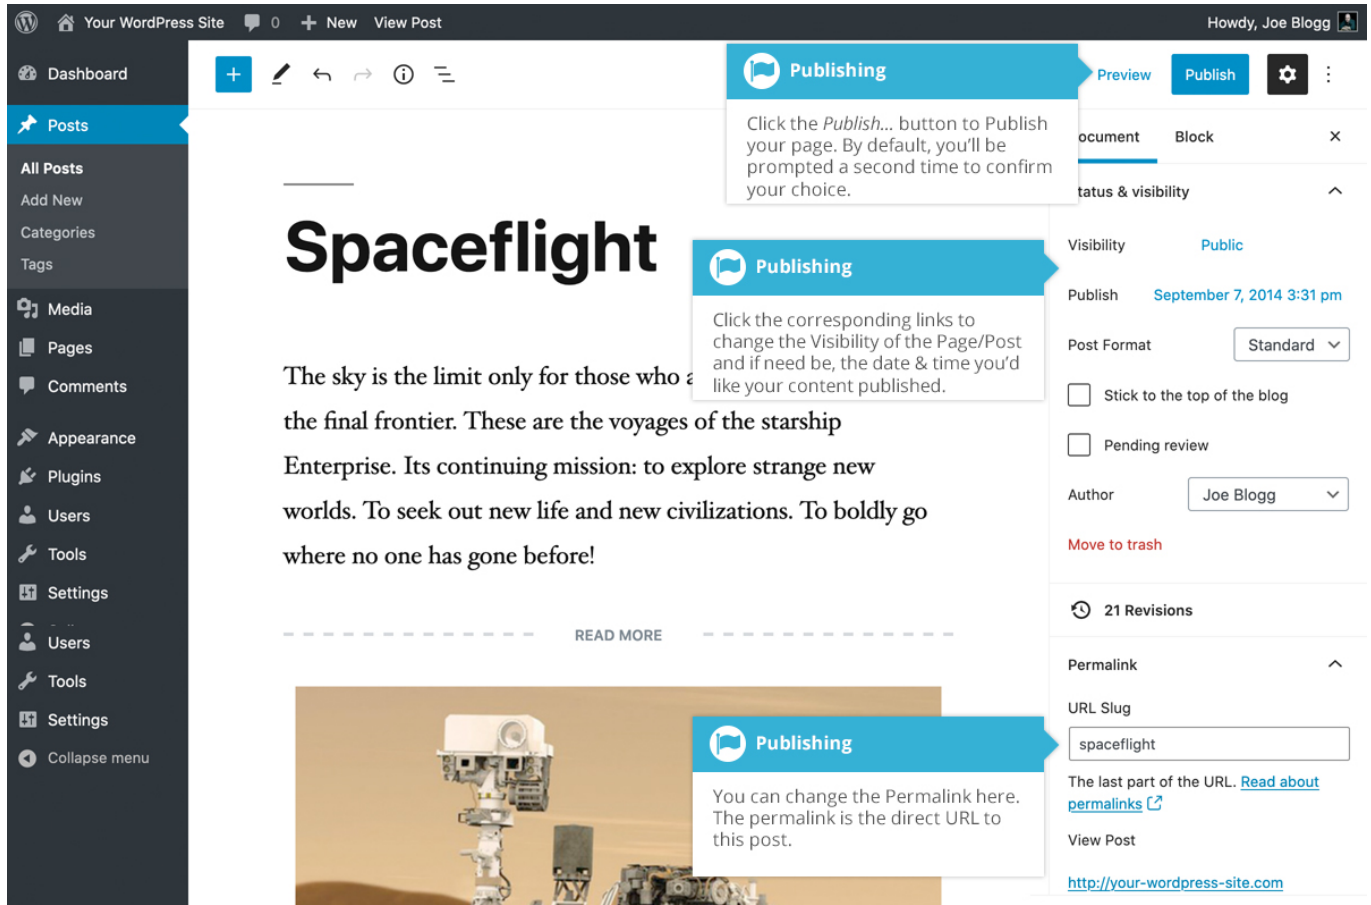 Your WordPress Site 0 New View Post Howdy, Joe Blogg
Dashboard
Posts
All Posts
Add New
Categories
Tags
Media
Pages
Comments
Appearance
Plugins
Users
Tools
Settings
Users
Tools
Settings
Collapse menu
Spaceflight
The sky is the limit only for those who
the final frontier. These are the voyages of the starship
Enterprise. Its continuing mission: to explore strange new
worlds. To seek out new life and new civilizations. To boldly go
where no one has gone before!
READ MORE
Publishing
Click the Publish... button to Publish
your page. By default, you'll be
prompted a second time to confirm
your choice.
Publishing
Click the corresponding links to
change the Visibility of the Page/Post
and if need be, the date & time you'd
like your content published.
Publishing
You can change the Permalink here.
The permalink is the direct URL to
this post.
Preview Publish
ocument Block
tatus & visibility
Visibility Public
Publish September 7, 2014 3:31 pm
Post Format Standard
Stick to the top of the blog
Pending review
Author Joe Blogg
Move to trash
21 Revisions
Permalink
URL Slug
spaceflight
The last part of the URL. Read about
permalinks
View Post
http://your-wordpress-site.com